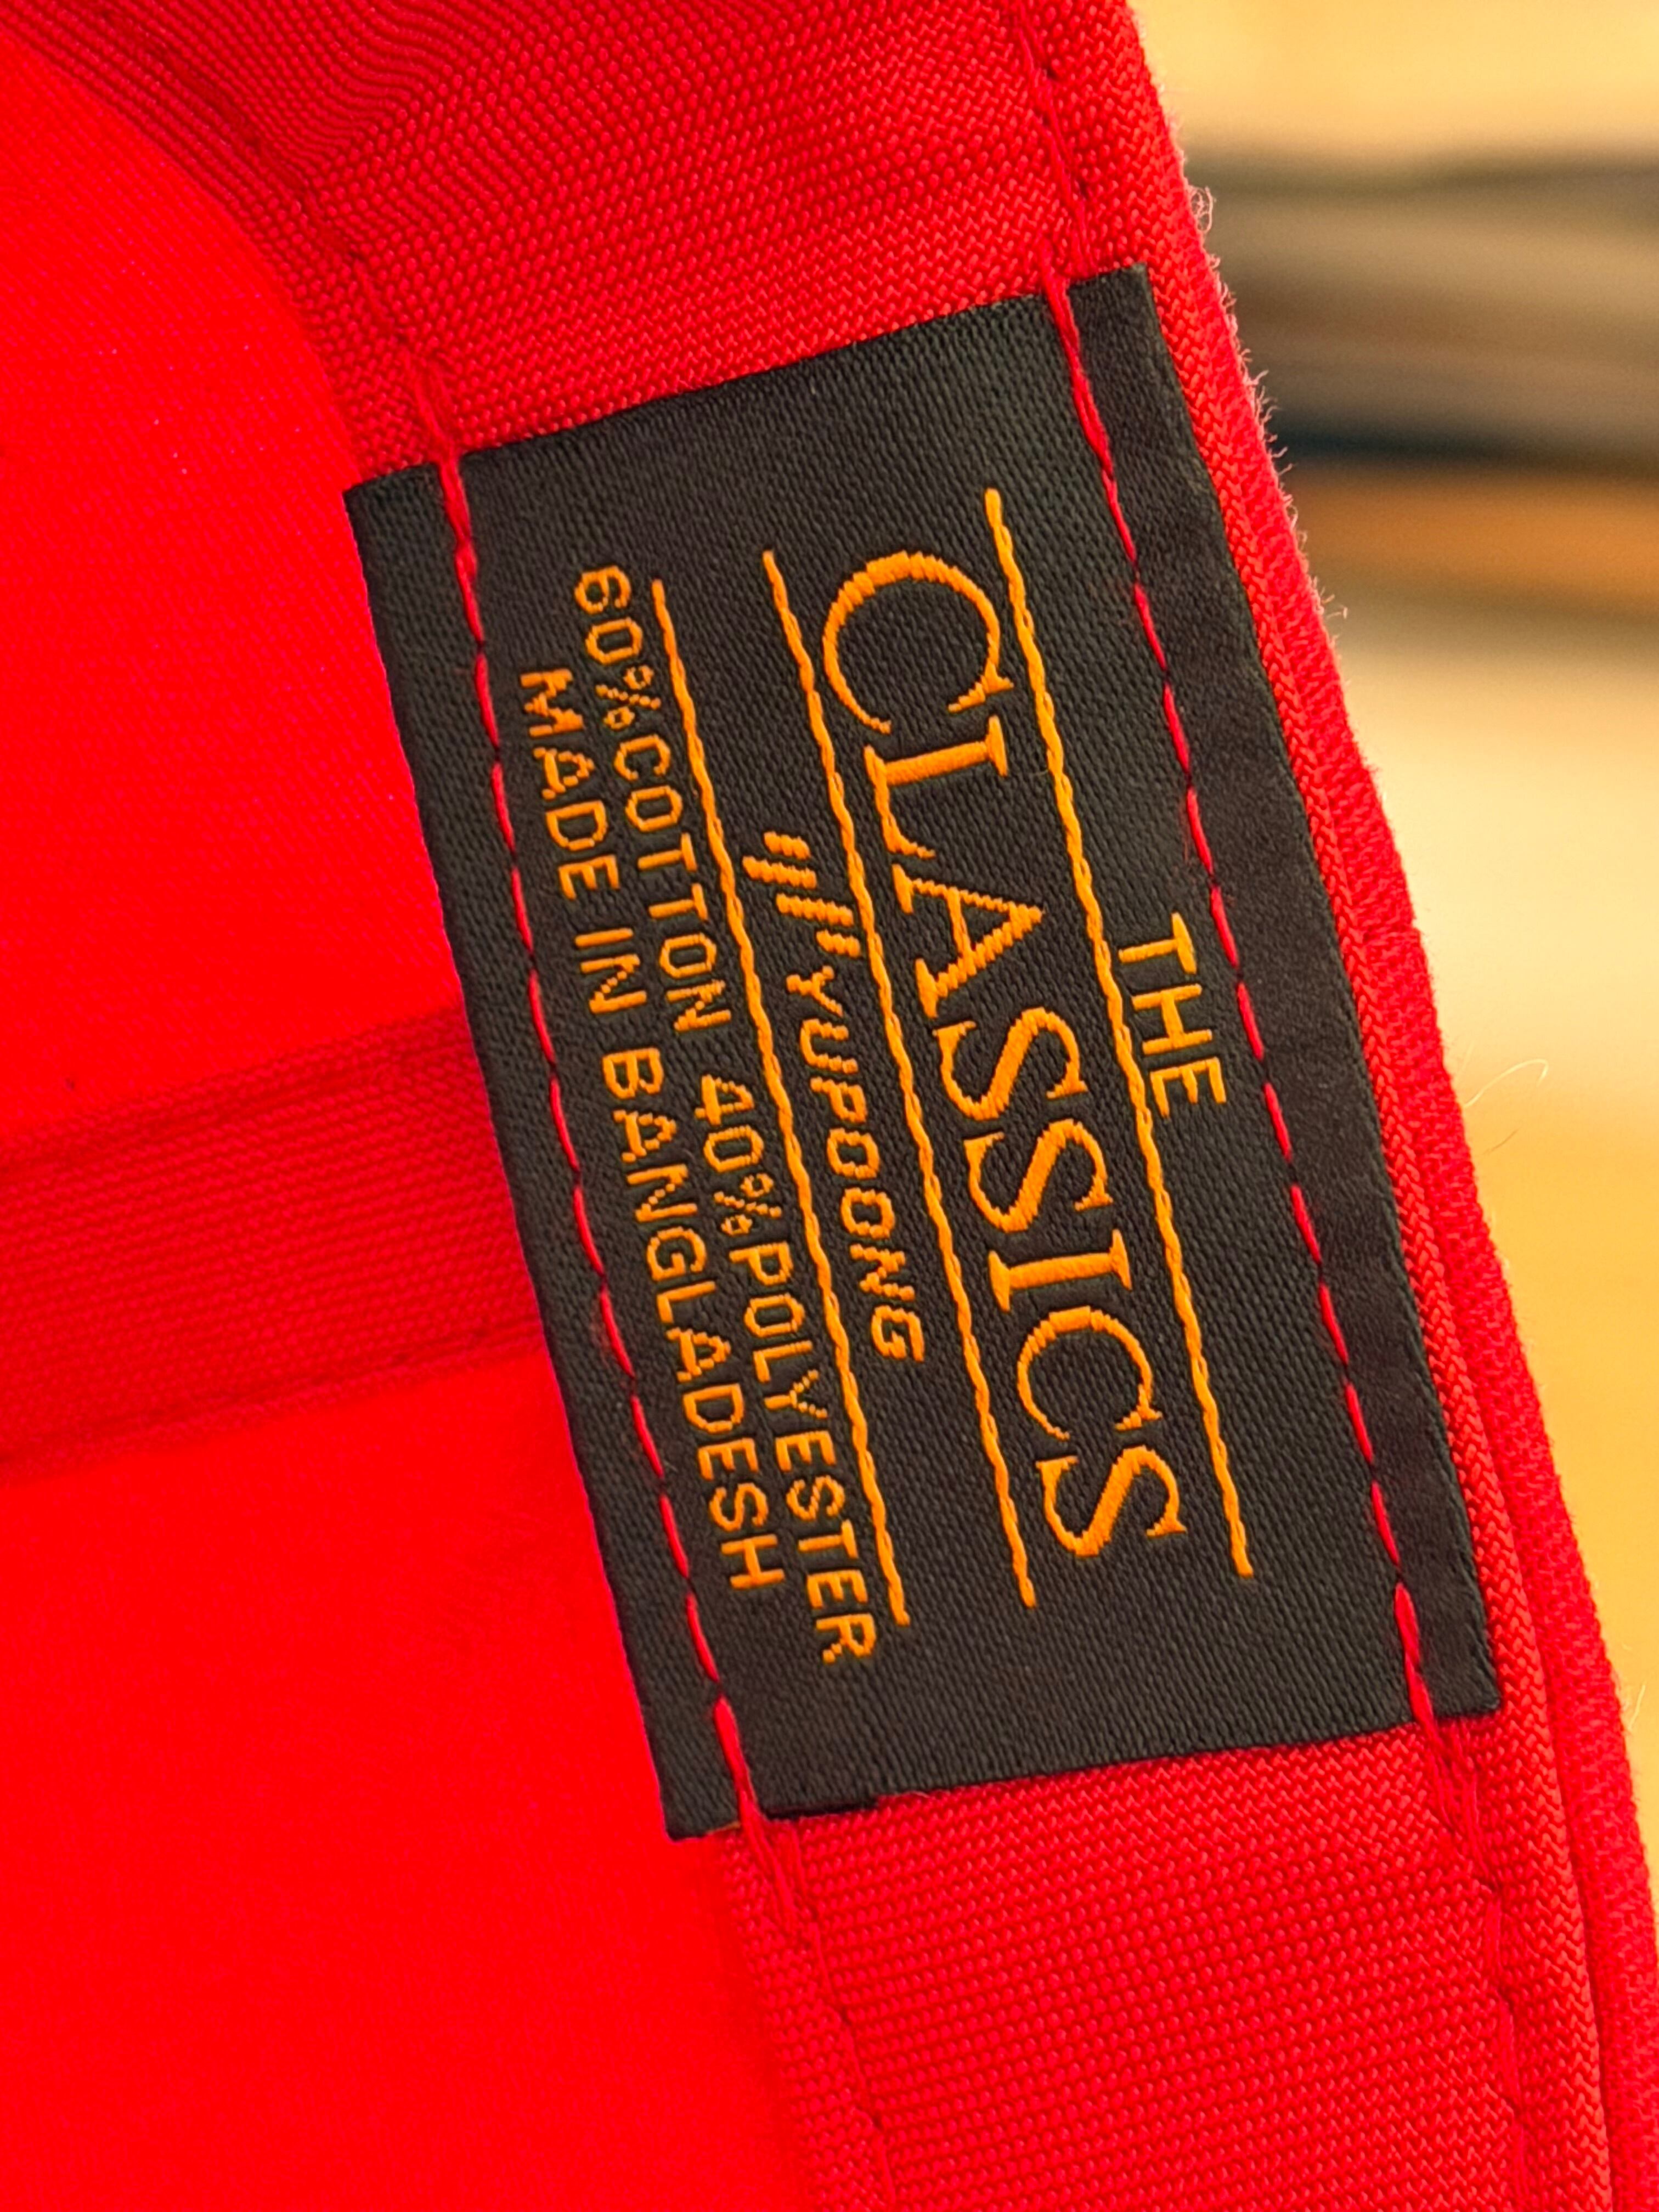 THE
CLASSICS
YUPOONG
60%COTTON 40%POLYESTER
MADE IN BANGLADESH